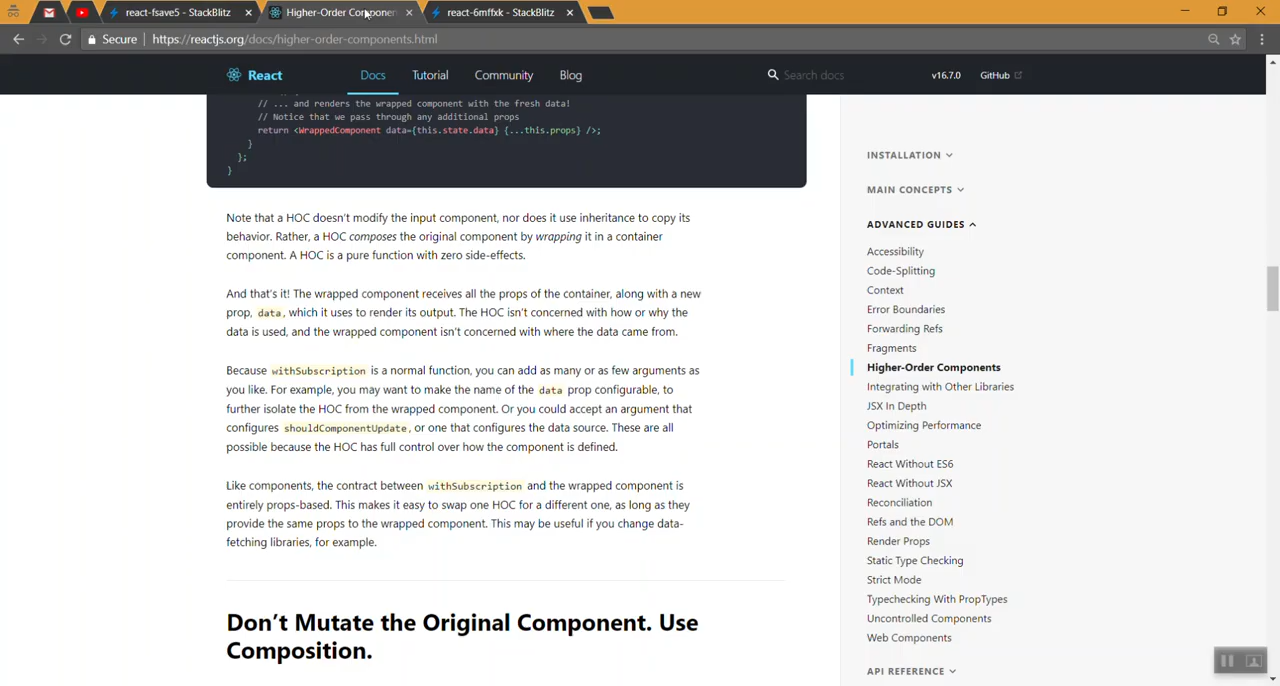 react-fsave5 - StackBlitz
Higher-Order Componen
react-6mffxk - StackBlitz
Secure
https://reactjs.org/docs/higher-order-components.html
React
Docs
Tutorial
Community
Blog
Search docs
v16.7.0
GitHub
// ... and renders the wrapped component with the fresh data!
// Notice that we pass through any additional props
return <WrappedComponent data={this.state.data} {...this.props} />;
}
};
}
Note that a HOC doesn't modify the input component, nor does it use inheritance to copy its
behavior. Rather, a HOC composes the original component by wrapping it in a container
component. A HOC is a pure function with zero side-effects.
And that's it! The wrapped component receives all the props of the container, along with a new
prop, data, which it uses to render its output. The HOC isn't concerned with how or why the
data is used, and the wrapped component isn't concerned with where the data came from.
Because withSubscription is a normal function, you can add as many or as few arguments as
you like. For example, you may want to make the name of the data prop configurable, to
further isolate the HOC from the wrapped component. Or you could accept an argument that
configures shouldComponentUpdate, or one that configures the data source. These are all
possible because the HOC has full control over how the component is defined.
Like components, the contract between withSubscription and the wrapped component is
entirely props-based. This makes it easy to swap one HOC for a different one, as long as they
provide the same props to the wrapped component. This may be useful if you change data-
fetching libraries, for example.
Don't Mutate the Original Component. Use
Composition.
INSTALLATION
MAIN CONCEPTS
ADVANCED GUIDES
Accessibility
Code-Splitting
Context
Error Boundaries
Forwarding Refs
Fragments
Higher-Order Components
Integrating with Other Libraries
JSX In Depth
Optimizing Performance
Portals
React Without ES6
React Without JSX
Reconciliation
Refs and the DOM
Render Props
Static Type Checking
Strict Mode
Typechecking With PropTypes
Uncontrolled Components
Web Components
API REFERENCE